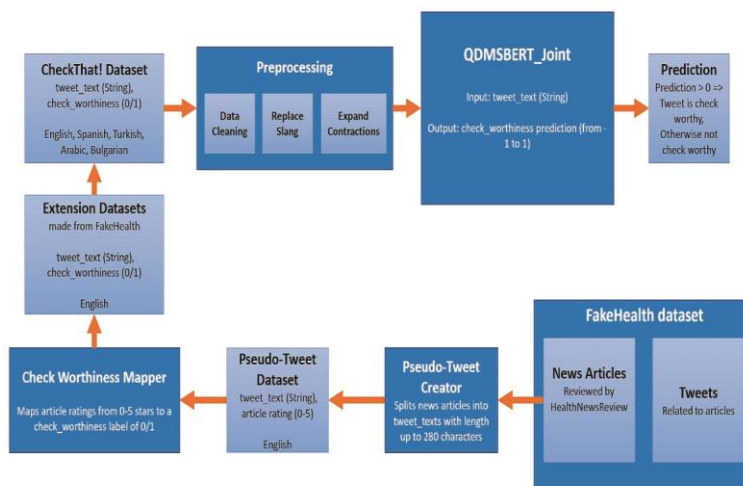 CheckThat! Dataset
tweet_text (String),
check_worthiness (0/1)
English, Spanish, Turkish,
Arabic, Bulgarian
Preprocessing
Data
Cleaning
Replace
Slang
Expand
Contractions
QDMSBERT_Joint
Input: tweet_text (String)
Output: check_worthiness prediction (from -
1 to 1)
Prediction
Prediction > 0 =>
Tweet is check
worthy,
Otherwise not
check worthy
Extension Datasets
made from FakeHealth
tweet_text (String),
check_worthiness (0/1)
English
Check Worthiness Mapper
Maps article ratings from 0-5 stars to a
check_worthiness label of 0/1
Pseudo-Tweet
Dataset
tweet_text (String),
article rating (0-5)
English
Pseudo-Tweet
Creator
Splits news articles into
tweet_texts with length
up to 280 characters
FakeHealth dataset
News Articles
Reviewed by
HealthNewsReview
Tweets
Related to articles